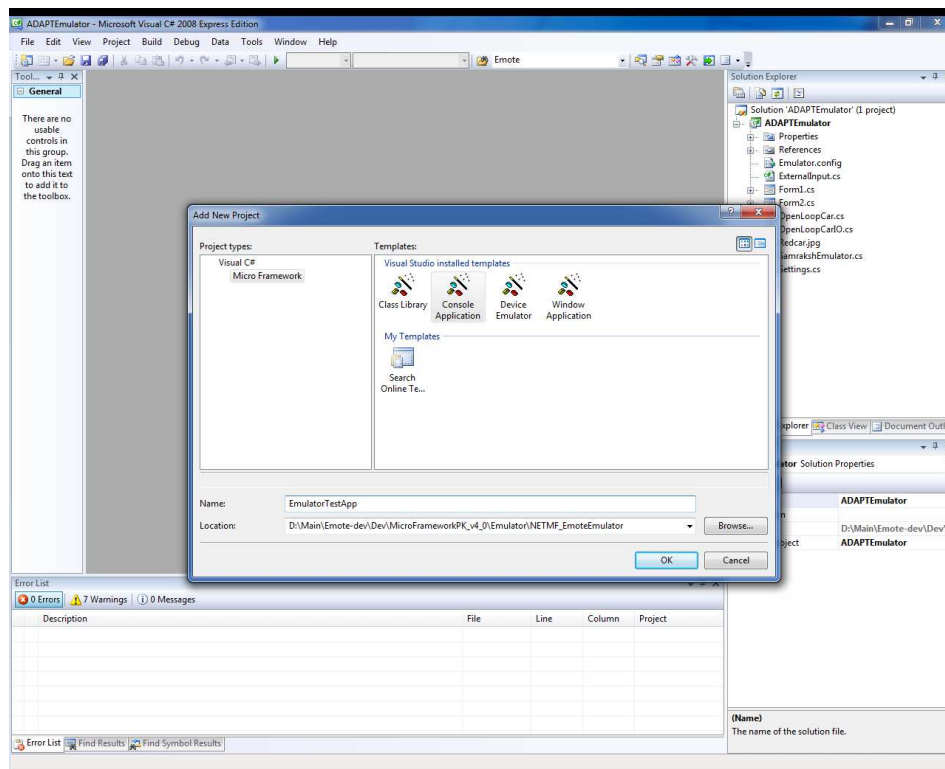 ADAPTEmulator - Microsoft Visual C# 2008 Express Edition
File Edit View Project Build Debug Data Tools Window Help
Emote
Tool...
General
There are no
usable
controls in
this group.
Drag an item
onto this text
to add it to
the toolbox.
Solution Explorer
Solution 'ADAPTEmulator' (1 project)
ADAPTEmulator
Properties
References
Emulator.config
ExternalInput.cs
Form1.cs
Form2.cs
OpenLoopCar.cs
OpenLoopCarIO.cs
Redcar.jpg
SamrakshEmulator.cs
Settings.cs
Add New Project
Project types:
Visual C#
Micro Framework
Templates:
Visual Studio installed templates
Class Library
Console
Application
Device
Emulator
Window
Application
My Templates
Search
Online Te...
Name: EmulatorTestApp
Location: D:\Main\Emote-dev\Dev\MicroFrameworkPK_v4_0\Emulator\NETMF_EmoteEmulator
Browse...
OK Cancel
xplorer Class View Document Outl
ator Solution Properties
ADAPTEmulator
n
D:\Main\Emote-dev\Dev\
bject ADAPTEmulator
(Name)
The name of the solution file.
Error List
0 Errors 7 Warnings 0 Messages
Description File Line Column Project
Error List Find Results Find Symbol Results